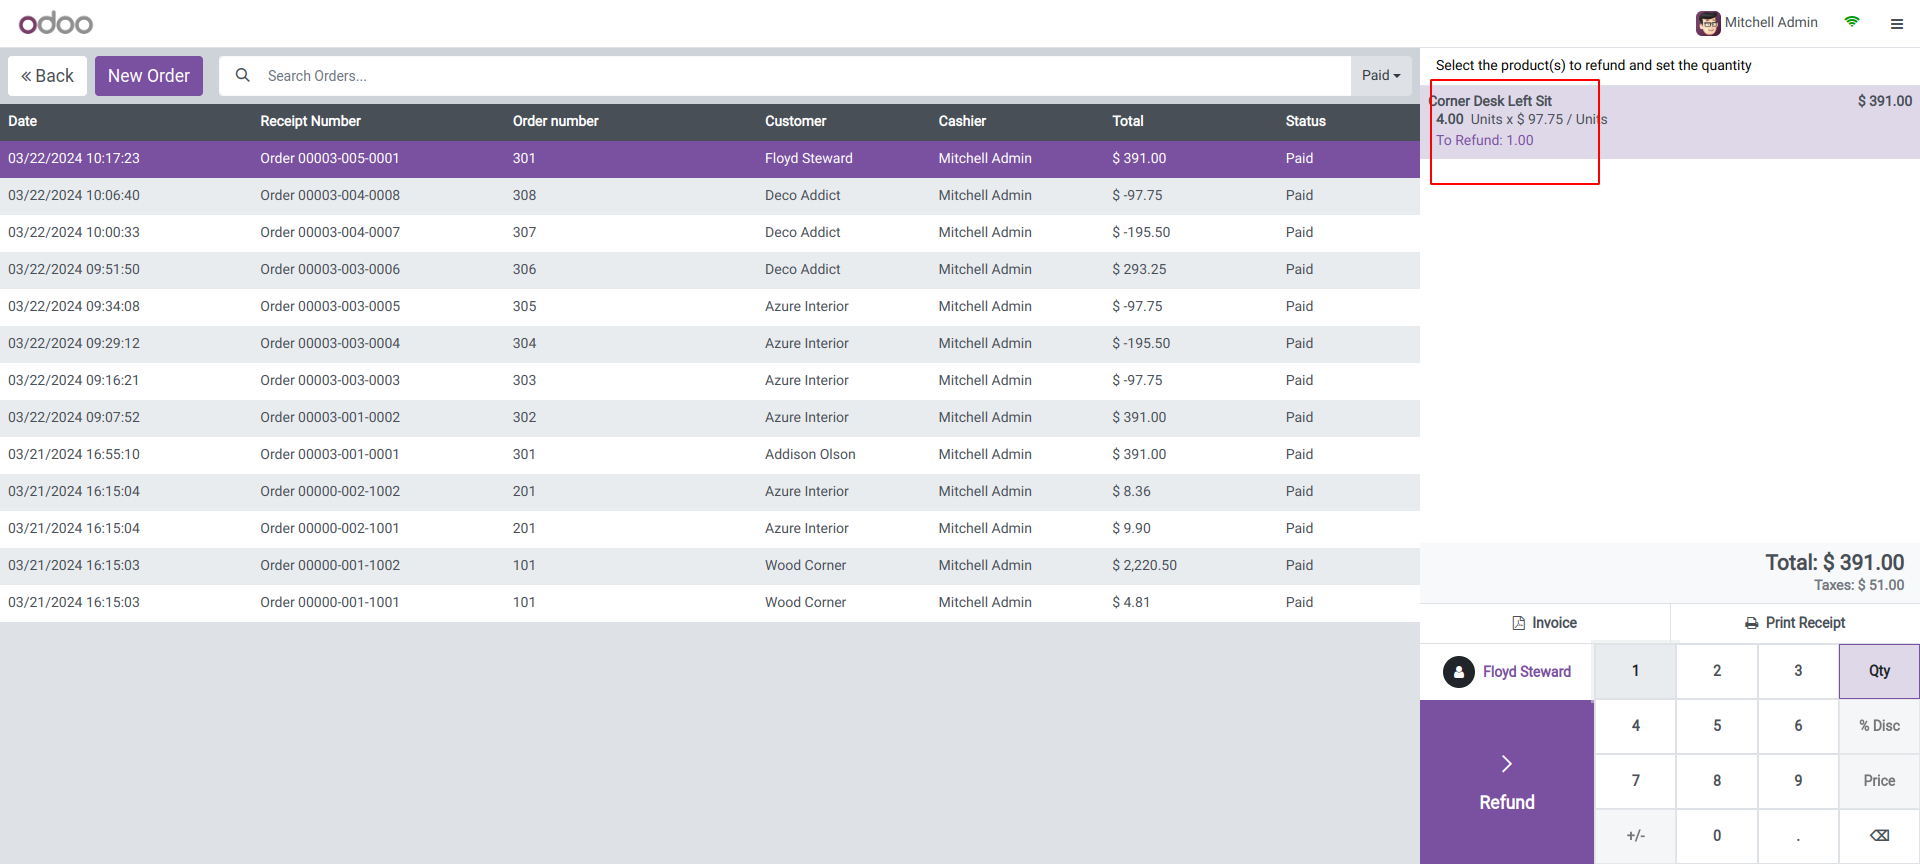 odoo
Mitchell Admin
Back
New Order
Search Orders...
Paid
Date Receipt Number Order number Customer Cashier Total Status
03/22/2024 10:17:23 Order 00003-005-0001 301 Floyd Steward Mitchell Admin $ 391.00 Paid
03/22/2024 10:06:40 Order 00003-004-0008 308 Deco Addict Mitchell Admin $ -97.75 Paid
03/22/2024 10:00:33 Order 00003-004-0007 307 Deco Addict Mitchell Admin $ -195.50 Paid
03/22/2024 09:51:50 Order 00003-003-0006 306 Deco Addict Mitchell Admin $ 293.25 Paid
03/22/2024 09:34:08 Order 00003-003-0005 305 Azure Interior Mitchell Admin $ -97.75 Paid
03/22/2024 09:29:12 Order 00003-003-0004 304 Azure Interior Mitchell Admin $ -195.50 Paid
03/22/2024 09:16:21 Order 00003-003-0003 303 Azure Interior Mitchell Admin $ -97.75 Paid
03/22/2024 09:07:52 Order 00003-001-0002 302 Azure Interior Mitchell Admin $ 391.00 Paid
03/21/2024 16:55:10 Order 00003-001-0001 301 Addison Olson Mitchell Admin $ 391.00 Paid
03/21/2024 16:15:04 Order 00000-002-1002 201 Azure Interior Mitchell Admin $ 8.36 Paid
03/21/2024 16:15:04 Order 00000-002-1001 201 Azure Interior Mitchell Admin $ 9.90 Paid
03/21/2024 16:15:03 Order 00000-001-1002 101 Wood Corner Mitchell Admin $ 2,220.50 Paid
03/21/2024 16:15:03 Order 00000-001-1001 101 Wood Corner Mitchell Admin $ 4.81 Paid
Select the product(s) to refund and set the quantity
Corner Desk Left Sit $ 391.00
4.00 Units x $ 97.75 / Units
To Refund: 1.00
Total: $ 391.00
Taxes: $ 51.00
Invoice
Print Receipt
Floyd Steward
Refund
1 2 3 Qty
4 5 6 % Disc
7 8 9 Price
+/- 0 .